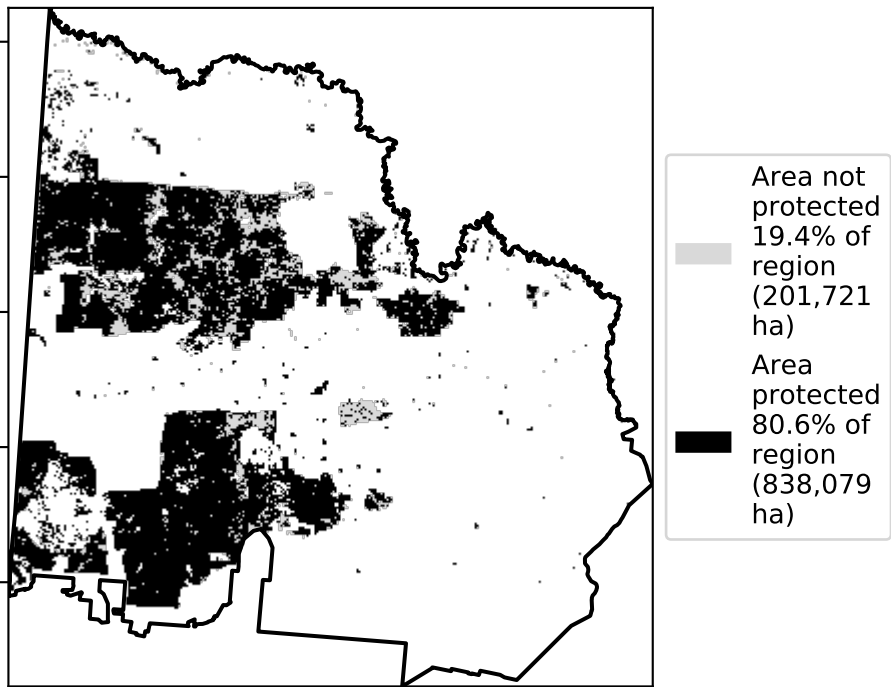 Area not
protected
19.4% of
region
(201,721
ha)
Area
protected
80.6% of
region
(838,079
ha)